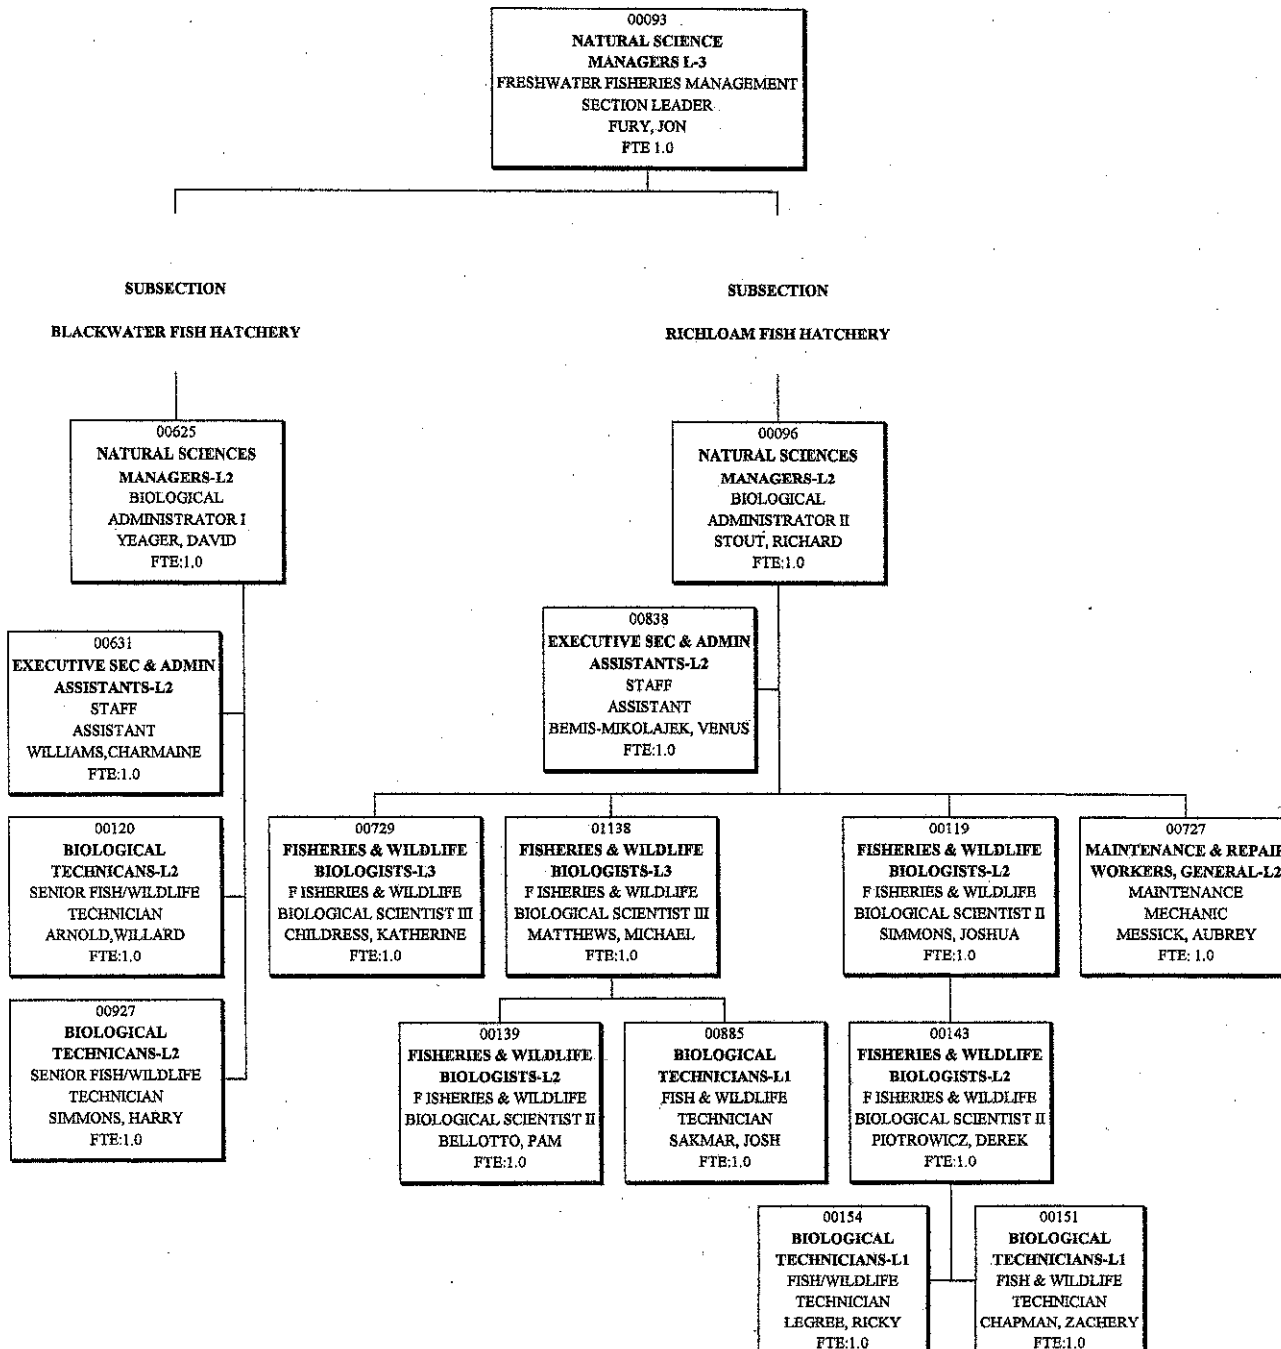 00093
NATURAL SCIENCE
MANAGERS L-3
FRESHWATER FISHERIES MANAGEMENT
SECTION LEADER
FURY, JON
FTE 1.0
SUBSECTION
BLACKWATER FISH HATCHERY
SUBSECTION
RICHLOAM FISH HATCHERY
00625
NATURAL SCIENCES
MANAGERS-L2
BIOLOGICAL
ADMINISTRATOR I
YEAGER, DAVID
FTE:1.0
00096
NATURAL SCIENCES
MANAGERS-L2
BIOLOGICAL
ADMINISTRATOR II
STOUT, RICHARD
FTE:1.0
00631
EXECUTIVE SEC & ADMIN
ASSISTANTS-L2
STAFF
ASSISTANT
WILLIAMS,CHARMAINE
FTE:1.0
00838
EXECUTIVE SEC & ADMIN
ASSISTANTS-L2
STAFF
ASSISTANT
BEMIS-MIKOLAJEK, VENUS
FTE:1.0
00120
BIOLOGICAL
TECHNICANS-L2
SENIOR FISH/WILDLIFE
TECHNICIAN
ARNOLD,WILLARD
FTE:1.0
00729
FISHERIES & WILDLIFE
BIOLOGISTS-L3
F ISHERIES & WILDLIFE
BIOLOGICAL SCIENTIST III
CHILDRESS, KATHERINE
FTE:1.0
01138
FISHERIES & WILDLIFE
BIOLOGISTS-L3
F ISHERIES & WILDLIFE
BIOLOGICAL SCIENTIST III
MATTHEWS, MICHAEL
FTE:1.0
00119
FISHERIES & WILDLIFE
BIOLOGISTS-L2
F ISHERIES & WILDLIFE
BIOLOGICAL SCIENTIST II
SIMMONS, JOSHUA
FTE:1.0
00727
MAINTENANCE & REPAIR
WORKERS, GENERAL-L2
MAINTENANCE
MECHANIC
MESSICK, AUBREY
FTE: 1.0
00927
BIOLOGICAL
TECHNICANS-L2
SENIOR FISH/WILDLIFE
TECHNICIAN
SIMMONS, HARRY
FTE:1.0
00139
FISHERIES & WILDLIFE
BIOLOGISTS-L2
F ISHERIES & WILDLIFE
BIOLOGICAL SCIENTIST II
BELLOTTO, PAM
FTE:1.0
00885
BIOLOGICAL
TECHNICIANS-L1
FISH & WILDLIFE
TECHNICIAN
SAKMAR, JOSH
FTE:1.0
00143
FISHERIES & WILDLIFE
BIOLOGISTS-L2
F ISHERIES & WILDLIFE
BIOLOGICAL SCIENTIST II
PIOTROWICZ, DEREK
FTE:1.0
00154
BIOLOGICAL
TECHNICIANS-L1
FISH/WILDLIFE
TECHNICIAN
LEGREE, RICKY
FTE:1.0
00151
BIOLOGICAL
TECHNICIANS-L1
FISH & WILDLIFE
TECHNICIAN
CHAPMAN, ZACHERY
FTE:1.0